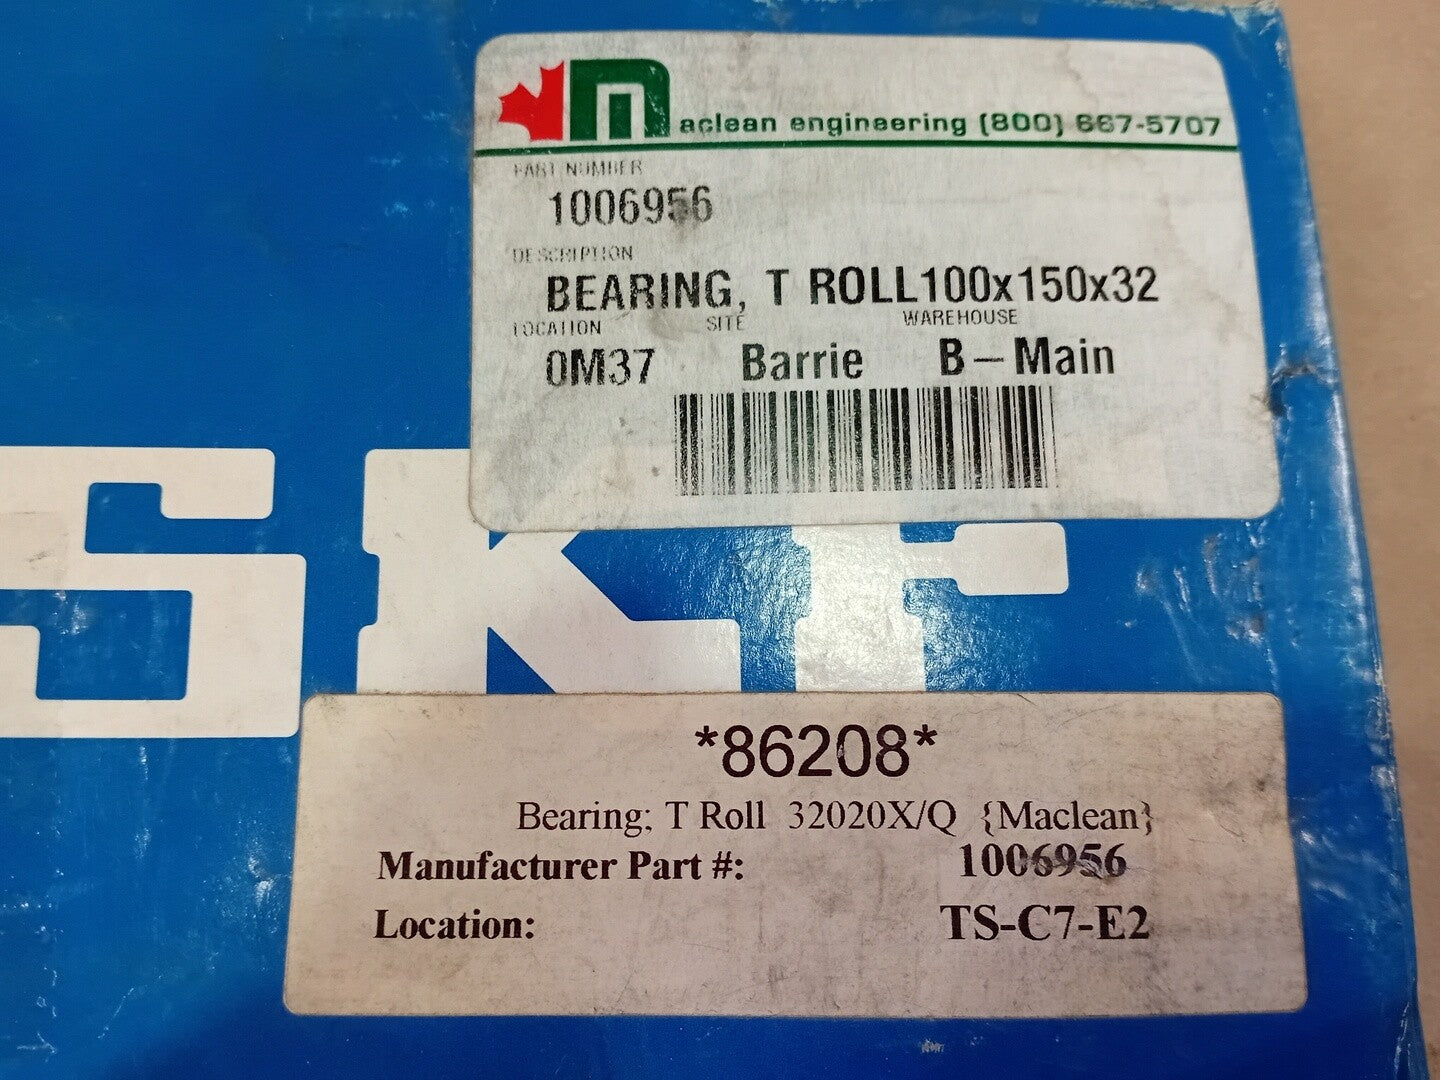 Maclean engineering (800) 667-5707
PART NUMBER
1006956
DESCRIPTION
BEARING, T ROLL100x150x32
LOCATION SITE WAREHOUSE
0M37 Barrie B-Main
SKF
*86208*
Bearing; T Roll 32020X/Q {Maclean}
Manufacturer Part #: 1006956
Location: TS-C7-E2